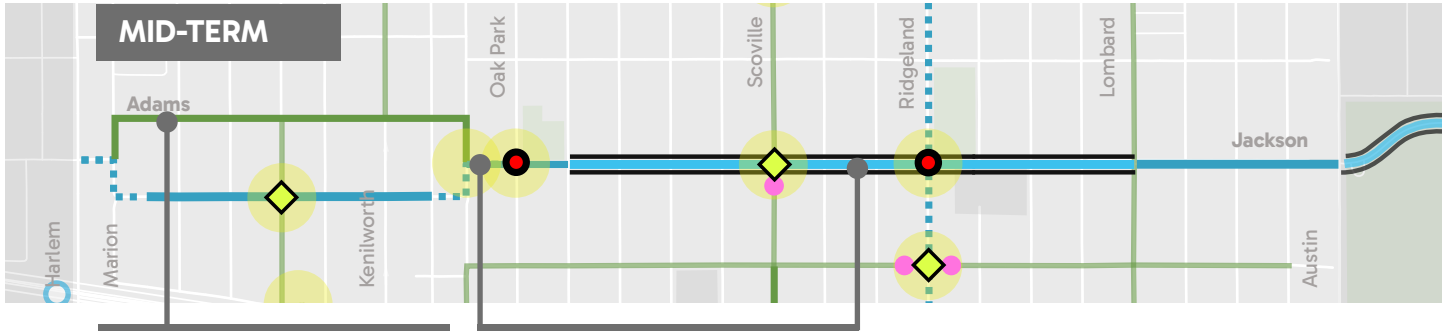 MID-TERM
Adams
Harlem
Marion
Kenilworth
Oak Park
Scoville
Ridgeland
Lombard
Jackson
Austin